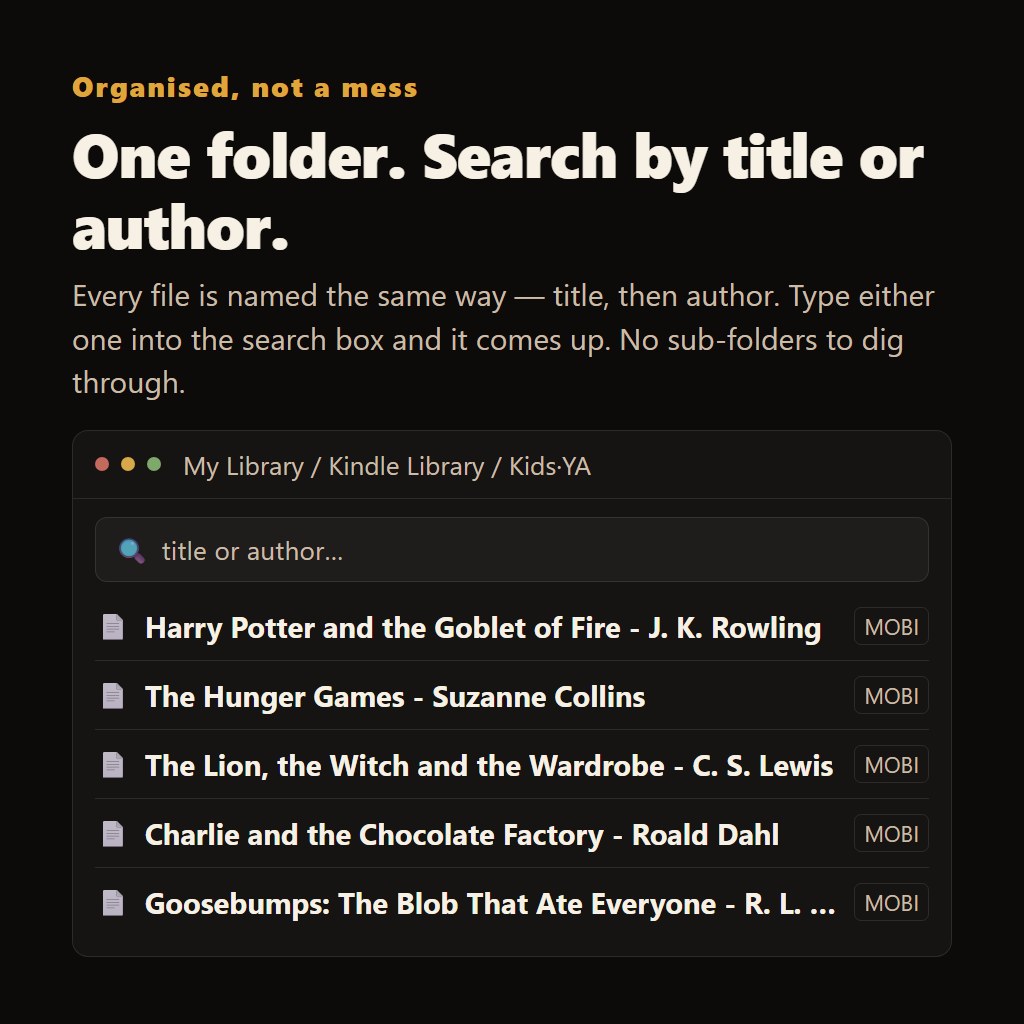 Organised, not a mess
One folder. Search by title or
author.
Every file is named the same way — title, then author. Type either
one into the search box and it comes up. No sub-folders to dig
through.
My Library / Kindle Library / Kids·YA
title or author...
Harry Potter and the Goblet of Fire - J. K. Rowling MOBI
The Hunger Games - Suzanne Collins MOBI
The Lion, the Witch and the Wardrobe - C. S. Lewis MOBI
Charlie and the Chocolate Factory - Roald Dahl MOBI
Goosebumps: The Blob That Ate Everyone - R. L. ... MOBI